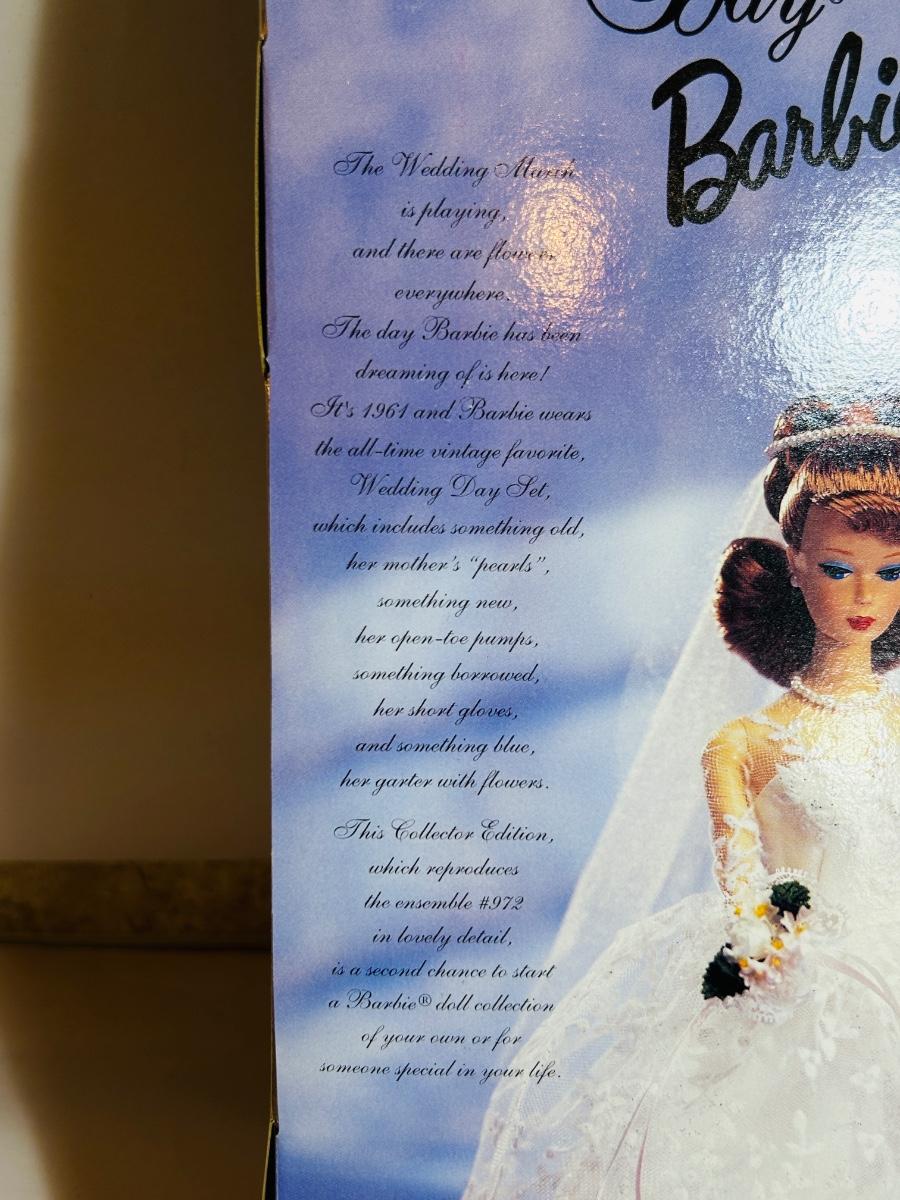 Day
Barbie
The Wedding March
is playing,
and there are flowers
everywhere.
The day Barbie has been
dreaming of is here!
It's 1961 and Barbie wears
the all-time vintage favorite,
Wedding Day Set,
which includes something old,
her mother's “pearls”,
something new,
her open-toe pumps,
something borrowed,
her short gloves,
and something blue,
her garter with flowers.
This Collector Edition,
which reproduces
the ensemble #972
in lovely detail,
is a second chance to start
a Barbie® doll collection
of your own or for
someone special in your life.